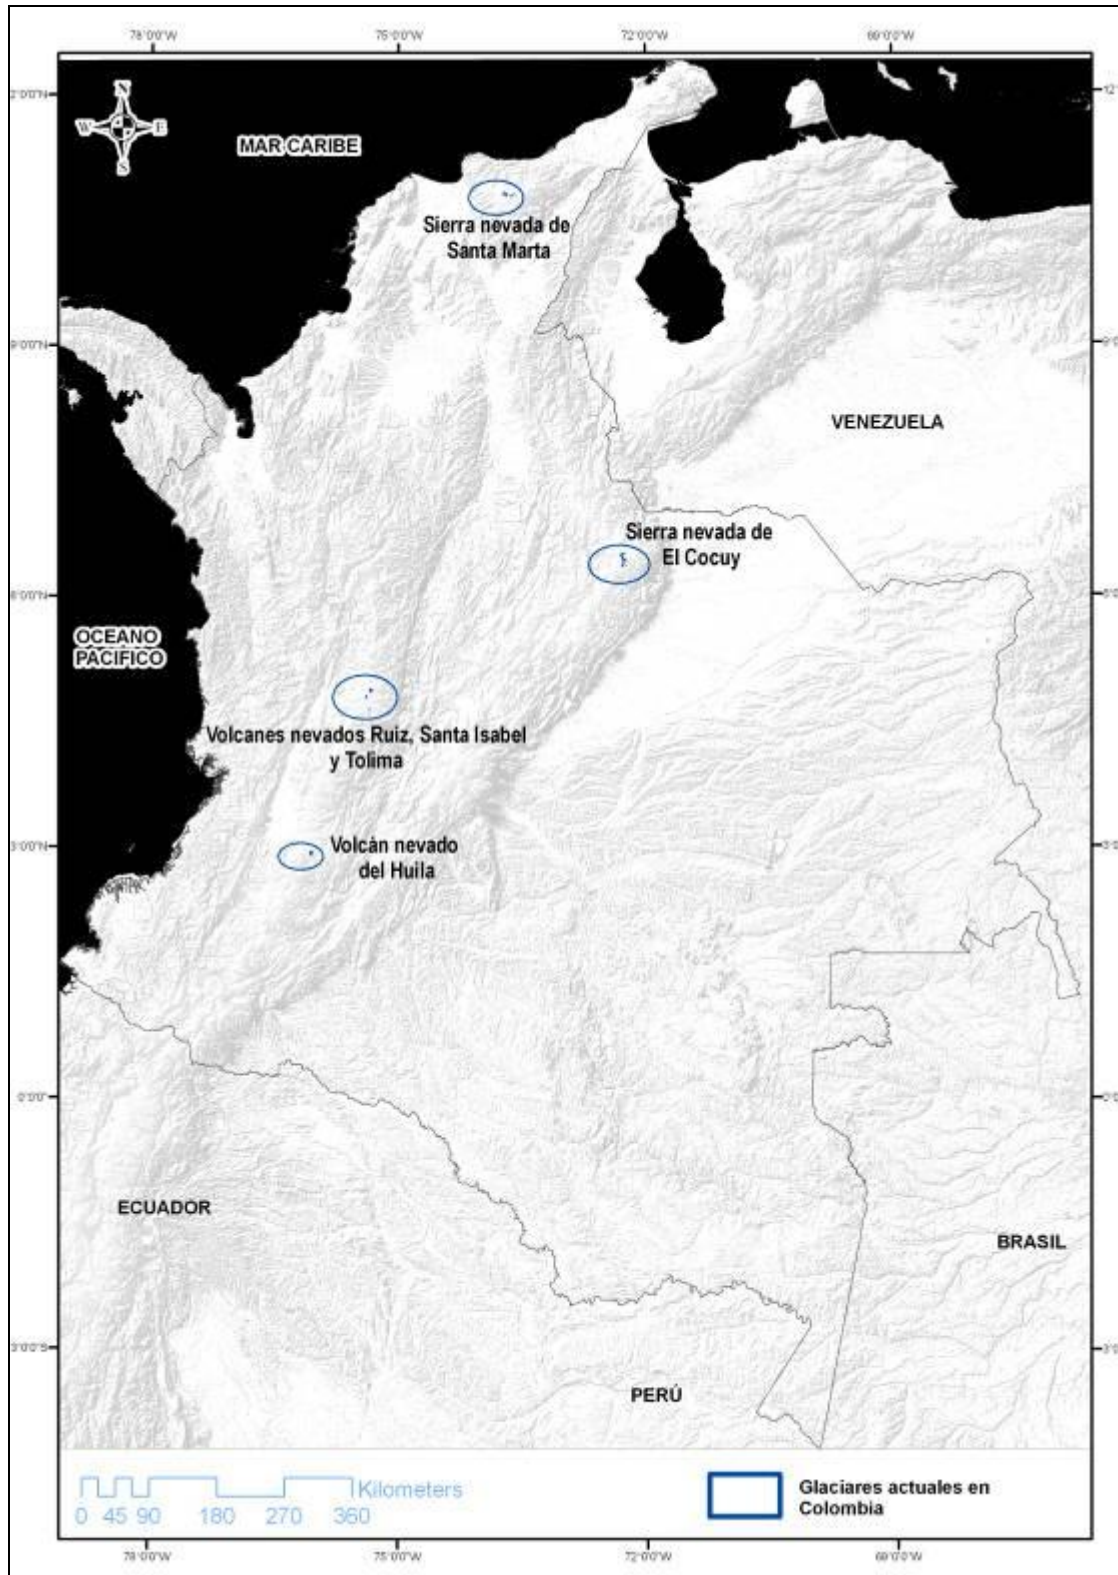 78°0'0"W 75°0'0"W 72°0'0"W 69°0'0"W
N
W E
S
MAR CARIBE
Sierra nevada de
Santa Marta
VENEZUELA
Sierra nevada de
El Cocuy
OCEANO
PACIFICO
Volcanes nevados Ruiz, Santa Isabel
y Tolima
Volcán nevado
del Huila
ECUADOR
BRASIL
PERÚ
Kilometers
0 45 90 180 270 360
Glaciares actuales en
Colombia
78°0'0"W 75°0'0"W 72°0'0"W 69°0'0"W